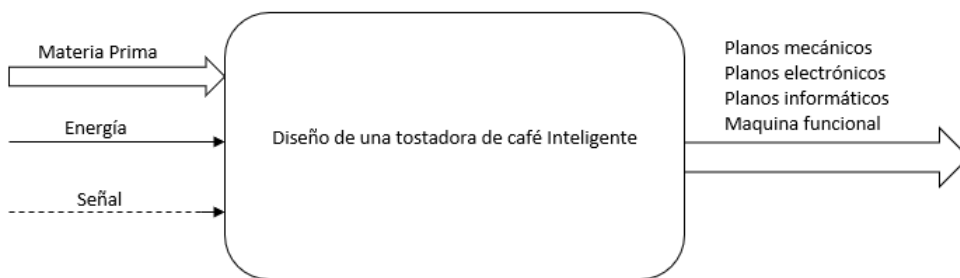 Materia Prima
Energía
Señal
Diseño de una tostadora de café Inteligente
Planos mecánicos
Planos electrónicos
Planos informáticos
Maquina funcional